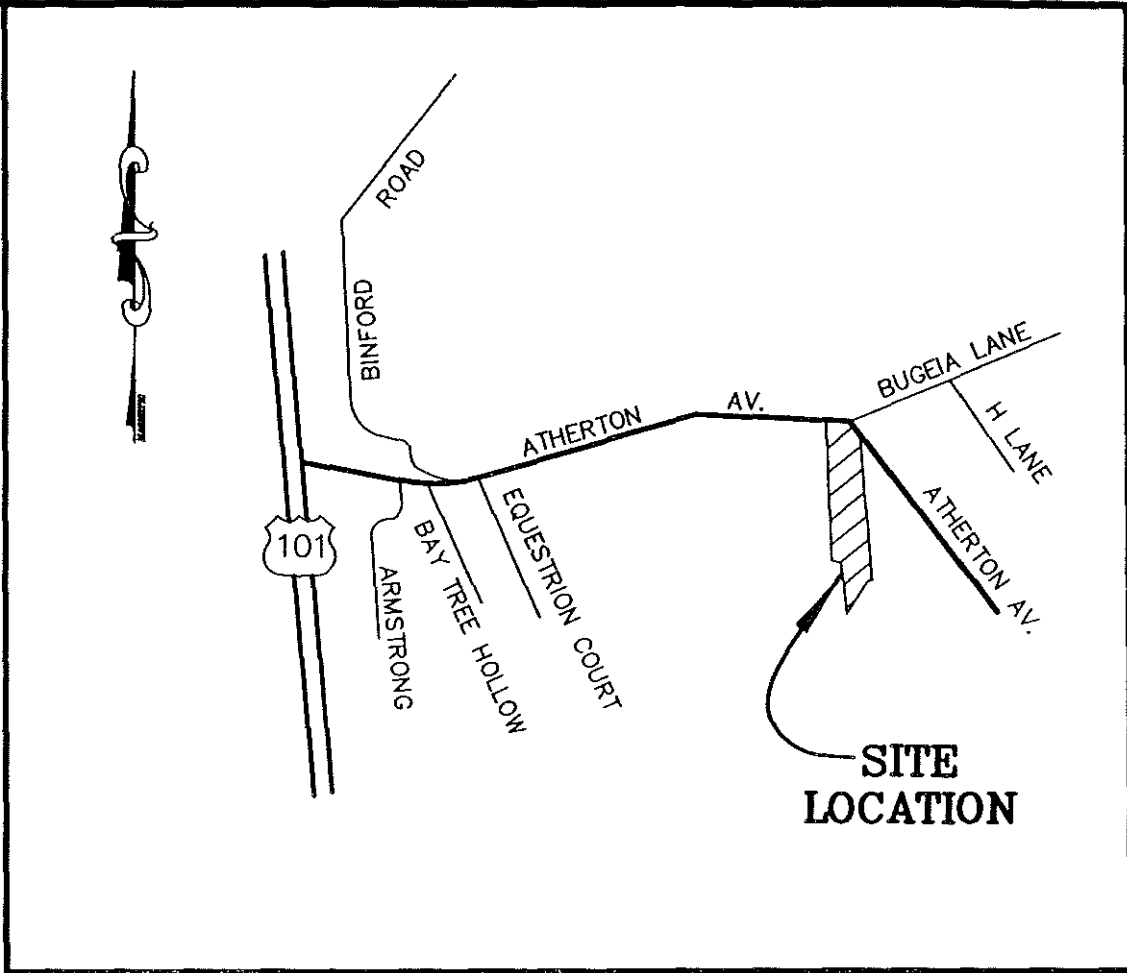 ROAD
BINFORD
BUGEIA LANE
H LANE
ATHERTON
AV.
ATHERTON AV.
101
ARMSTRONG
BAY TREE HOLLOW
EQUESTRION COURT
SITE
LOCATION